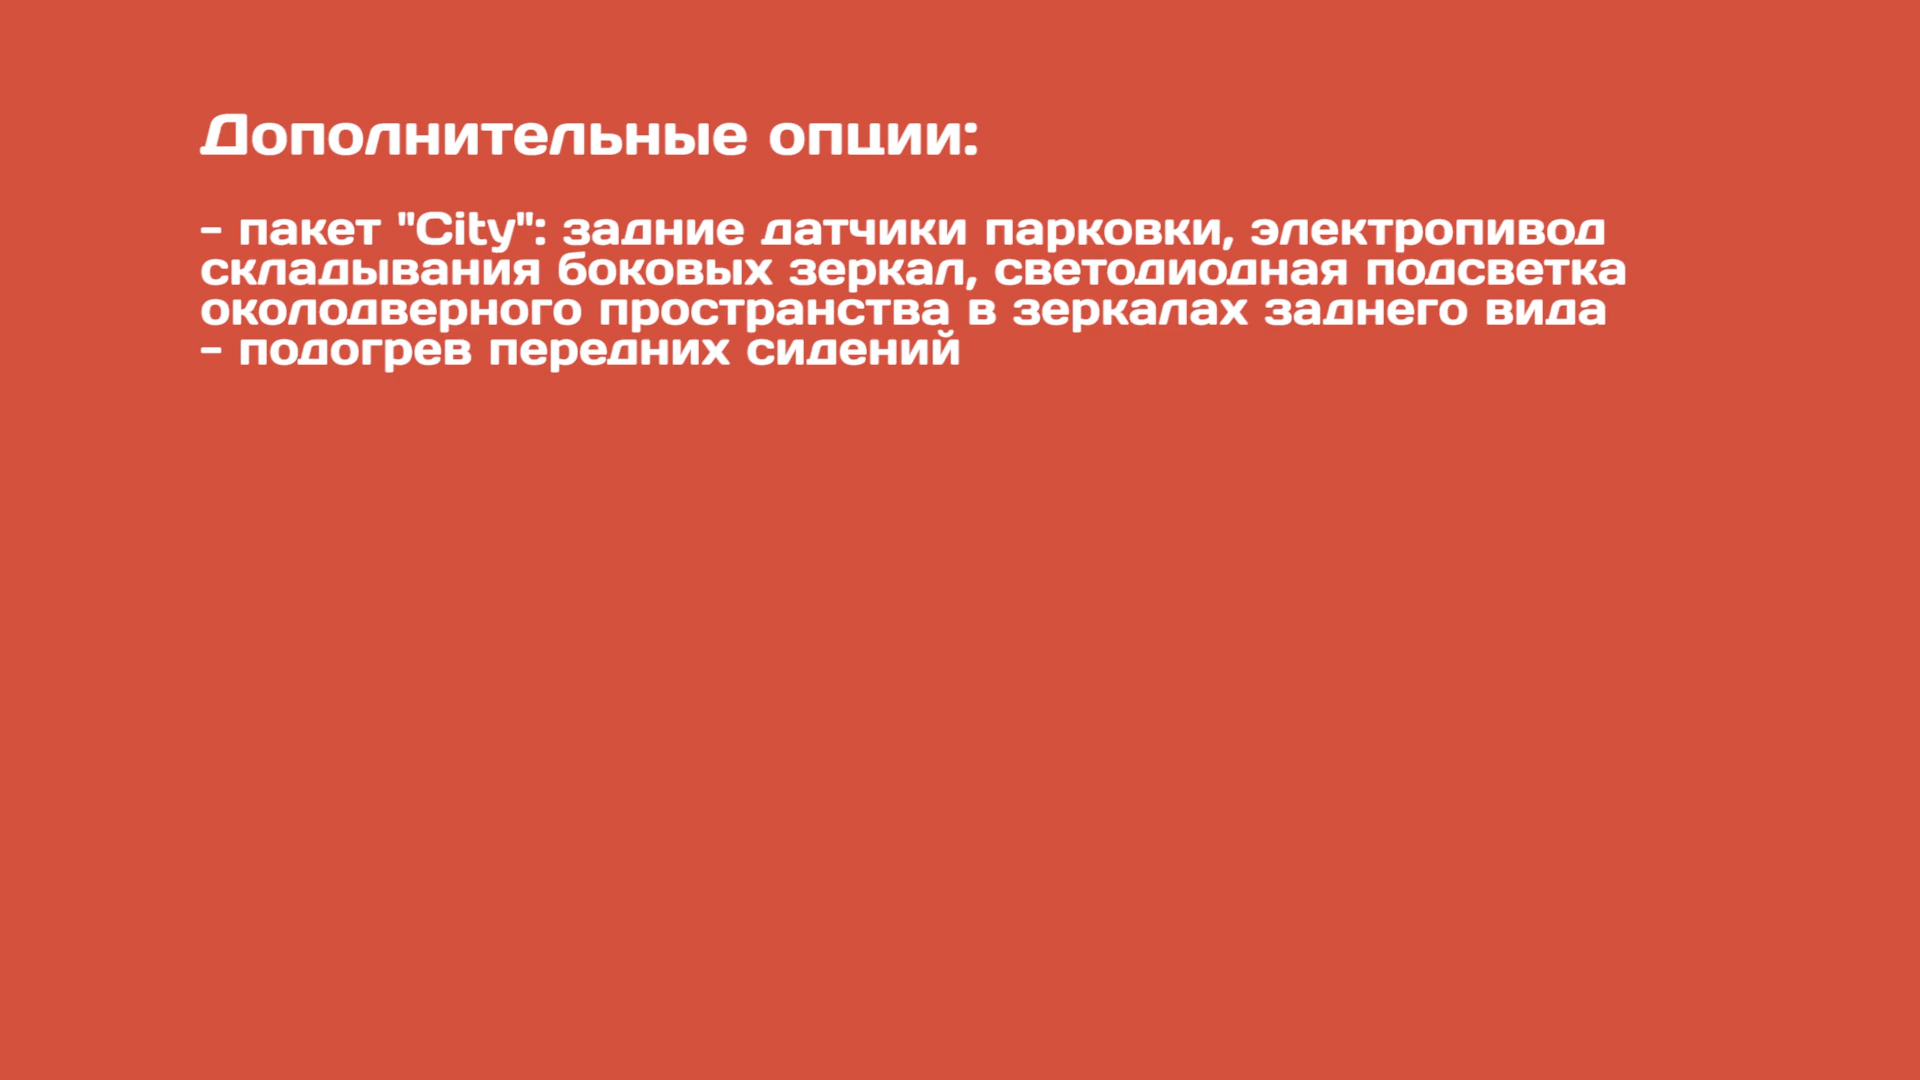 Дополнительные опции:
- пакет "City": задние датчики парковки, электропивод
складывания боковых зеркал, светодиодная подсветка
околодверного пространства в зеркалах заднего вида
- подогрев передних сидений